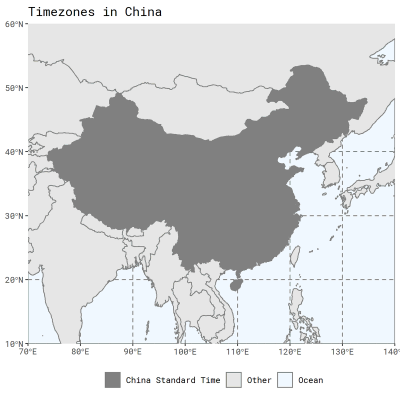 Timezones in China
60°N
50°N
40°N
30°N
20°N
10°N
70°E 80°E 90°E 100°E 110°E 120°E 130°E 140°
China Standard Time Other Ocean